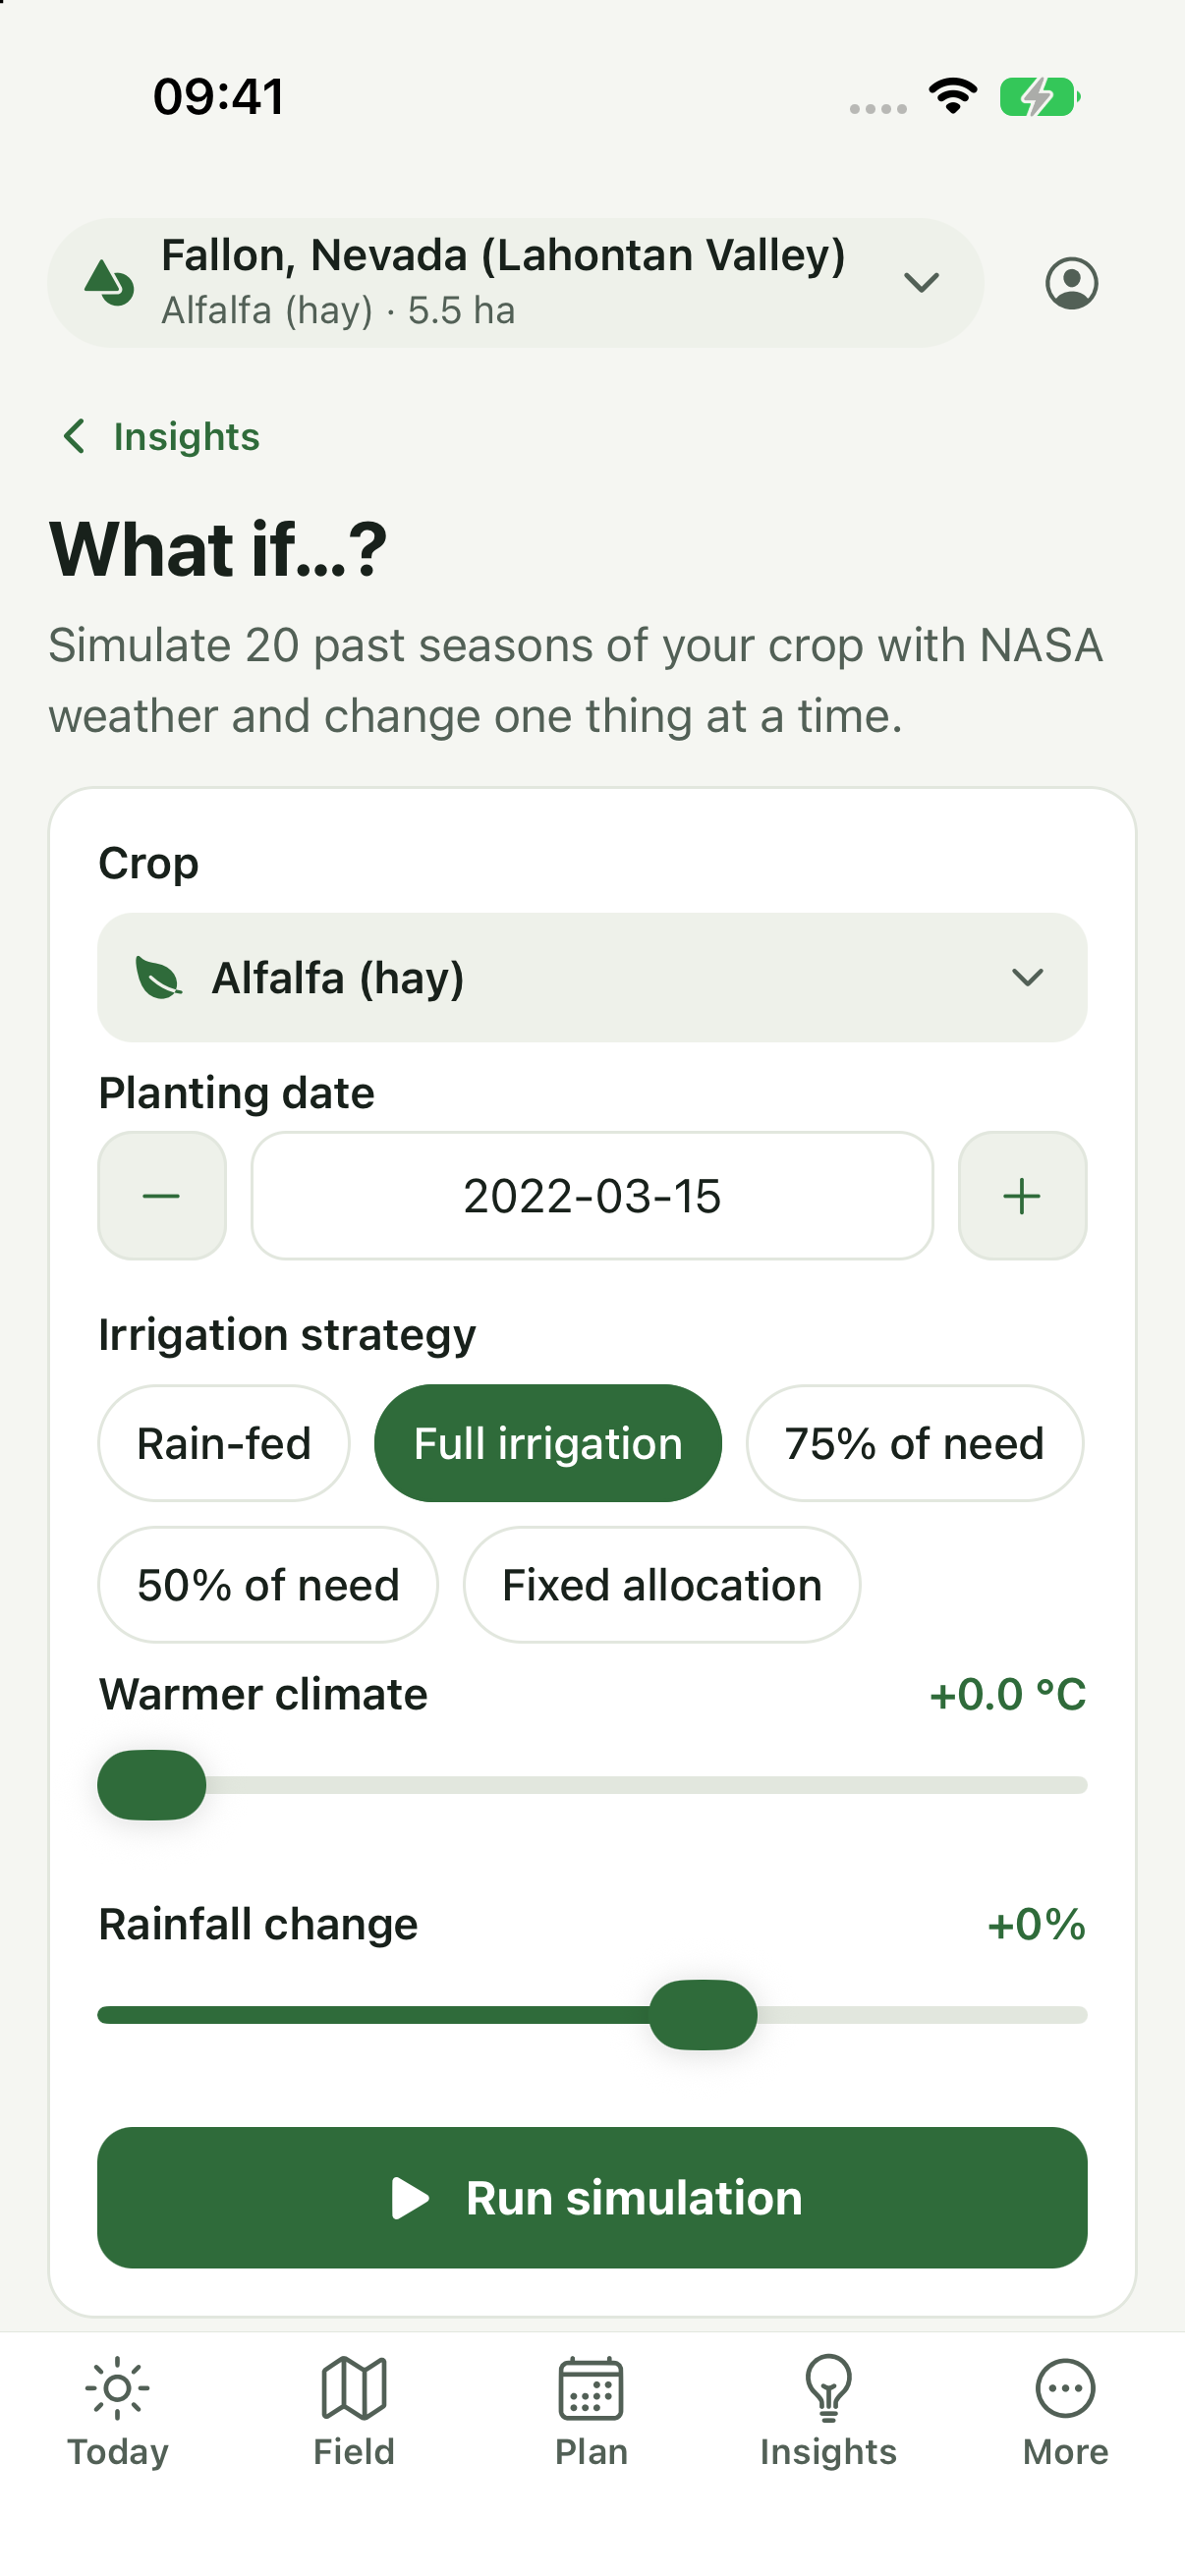 09:41
Fallon, Nevada (Lahontan Valley)
Alfalfa (hay) · 5.5 ha
Insights
What if...?
Simulate 20 past seasons of your crop with NASA
weather and change one thing at a time.
Crop
Alfalfa (hay)
Planting date
2022-03-15
Irrigation strategy
Rain-fed
Full irrigation
75% of need
50% of need
Fixed allocation
Warmer climate +0.0 °C
Rainfall change +0%
Run simulation
Today Field Plan Insights More